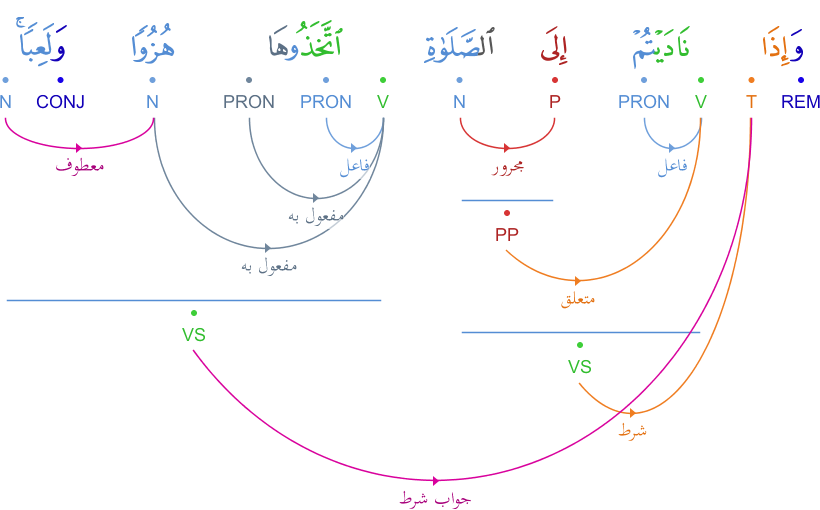 وَإِذَا نَادَيْتُمْ إِلَى ٱلصَّلَوٰةِ ٱتَّخَذُوهَا هُزُوًا وَلَعِبًا ۚ
REM T V PRON P N V PRON PRON N CONJ N
معطوف فاعل مجرور فاعل
مفعول به
PP
مفعول به
متعلق
VS
VS
شرط
جواب شرط